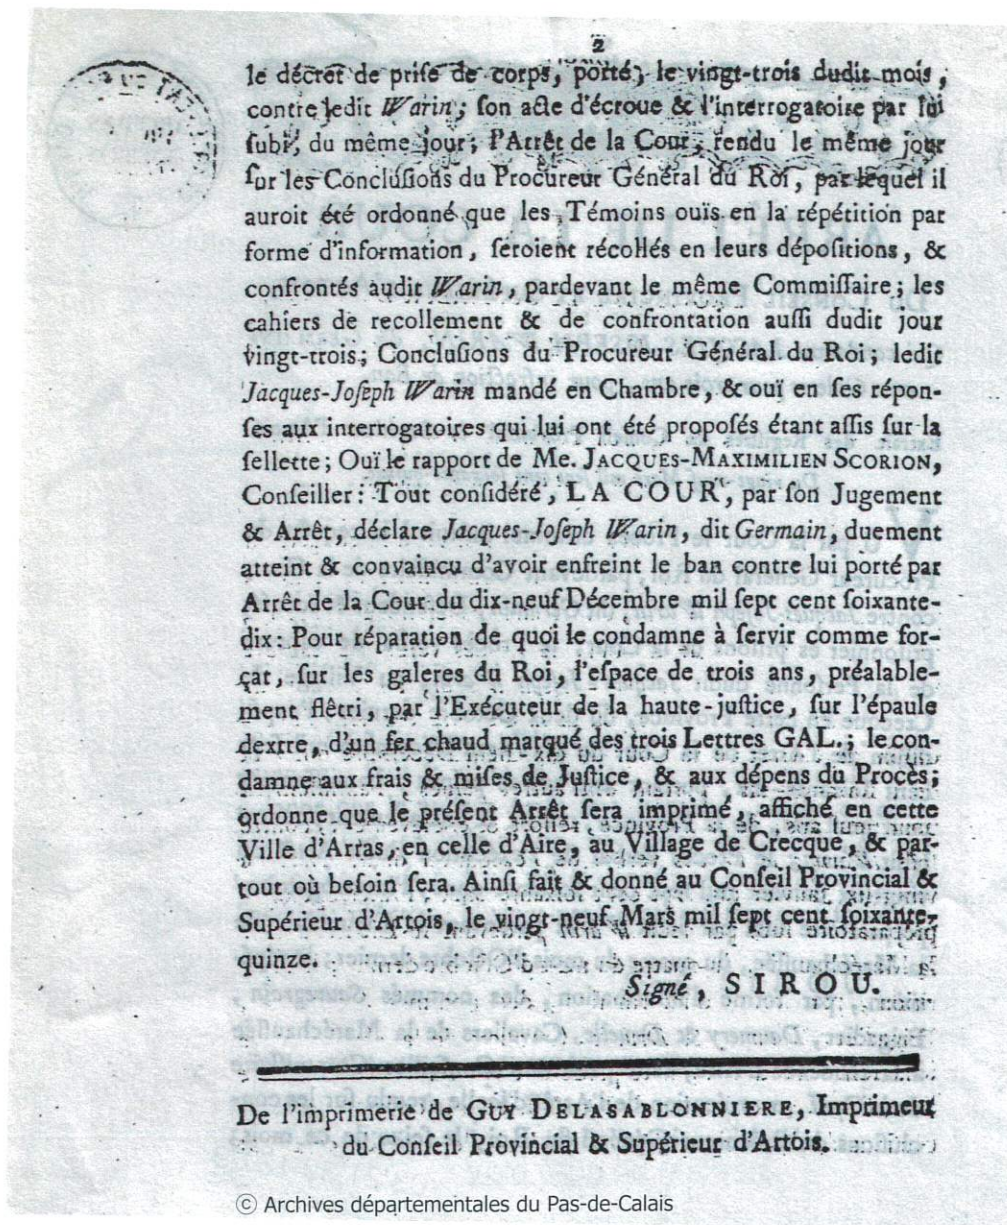 2
le décret de priſe de corps, porté, le vingt-trois dudit mois,
contre ledit Warin; ſon acte d'écroue & l'interrogatoire par lui
ſubi, du même jour; l'Arrêt de la Cour, rendu le même jour
ſur les Concluſions du Procureur Général du Roi, par lequel il
auroit été ordonné que les Témoins ouïs en la répétition par
forme d'information, ſeroient récollés en leurs dépoſitions, &
confrontés audit Warin, pardevant le même Commiſſaire; les
cahiers de recollement & de confrontation auſſi dudit jour
vingt-trois; Concluſions du Procureur Général du Roi; ledit
Jacques-Joſeph Warin mandé en Chambre, & ouï en ſes répon-
ſes aux interrogatoires qui lui ont été propoſés étant aſſis ſur la
ſellette; Ouï le rapport de Me. JACQUES-MAXIMILIEN SCORION,
Conſeiller: Tout conſidéré, LA COUR, par ſon Jugement
& Arrêt, déclare Jacques-Joſeph Warin, dit Germain, duement
atteint & convaincu d'avoir enfreint le ban contre lui porté par
Arrêt de la Cour du dix-neuf Décembre mil ſept cent ſoixante-
dix: Pour réparation de quoi le condamne à ſervir comme for-
çat, ſur les galeres du Roi, l'eſpace de trois ans, préalable-
ment flêtri, par l'Exécuteur de la haute-juſtice, ſur l'épaule
dextre, d'un fer chaud marqué des trois Lettres GAL.; le con-
damne aux frais & miſes de Juſtice, & aux dépens du Procès;
ordonne que le préſent Arrêt ſera imprimé, affiché en cette
Ville d'Arras, en celle d'Aire, au Village de Crecque, & par-
tout où beſoin ſera. Ainſi fait & donné au Conſeil Provincial &
Supérieur d'Artois, le vingt-neuf Mars mil ſept cent ſoixante-
quinze.
Signé, SIROU.
De l'imprimerie de GUY DELASABLONNIERE, Imprimeur
du Conſeil Provincial & Supérieur d'Artois.
© Archives départementales du Pas-de-Calais